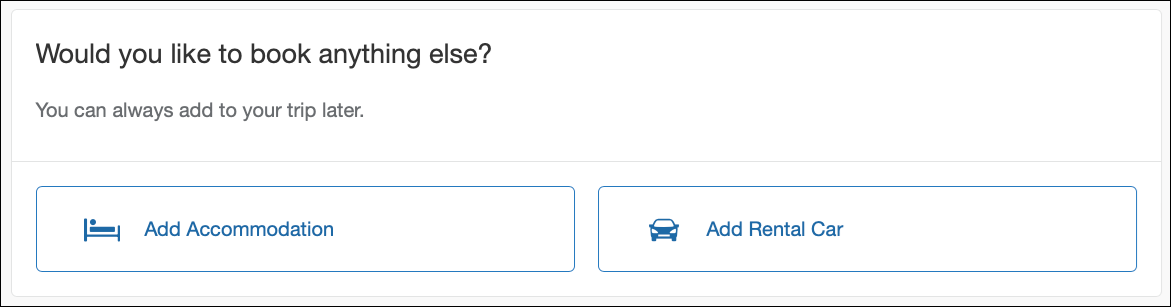 Would you like to book anything else?
You can always add to your trip later.
Add Accommodation
Add Rental Car